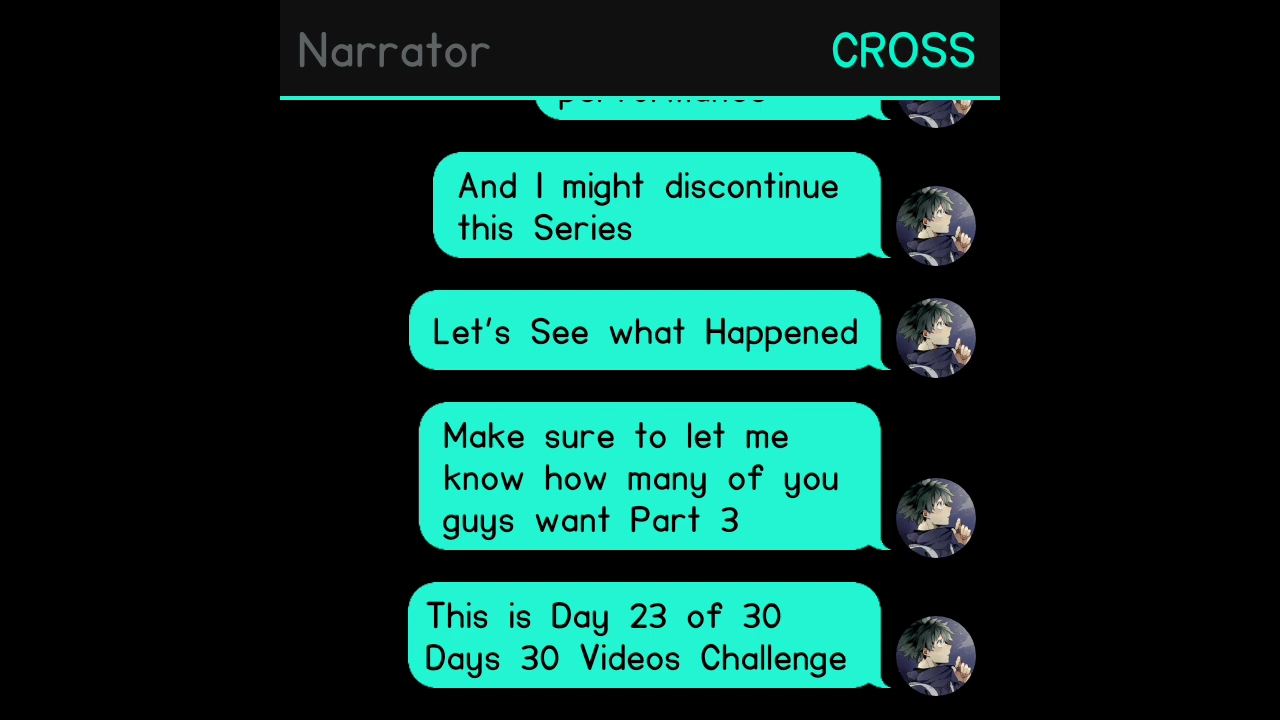 Narrator
CROSS
And I might discontinue
this Series
Let's See what Happened
Make sure to let me
know how many of you
guys want Part 3
This is Day 23 of 30
Days 30 Videos Challenge